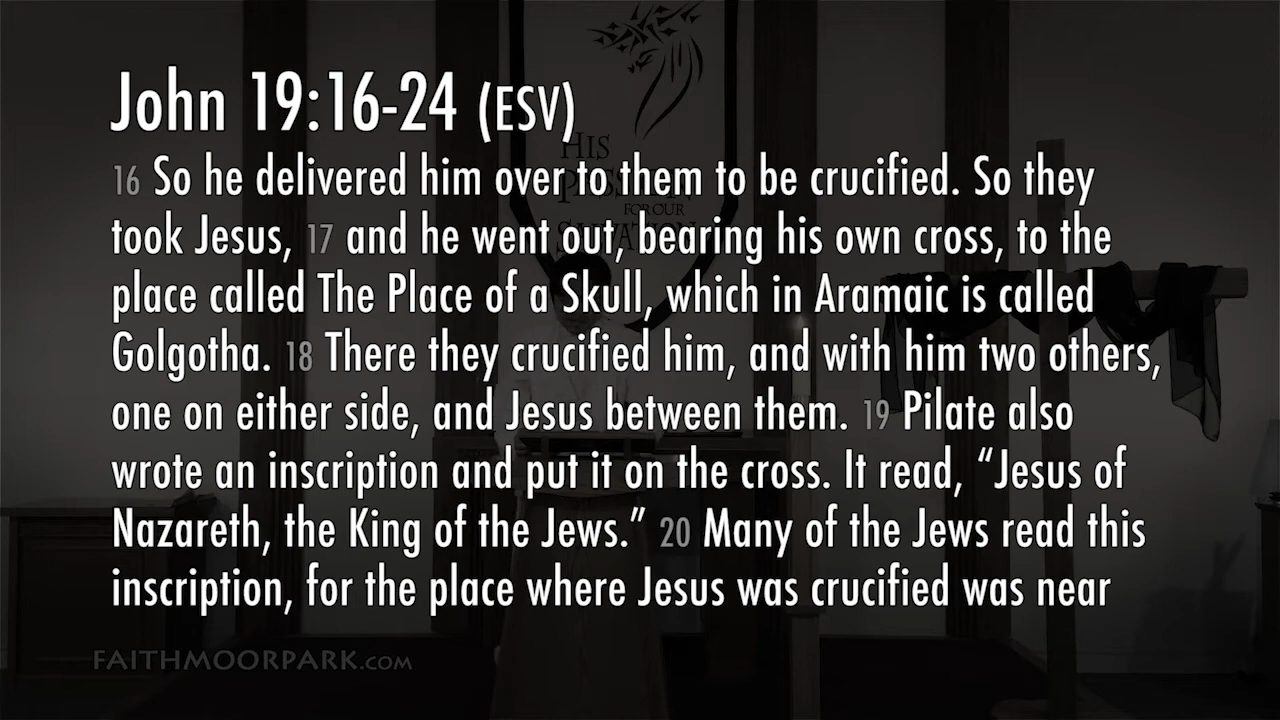 John 19:16-24 (ESV)
16 So he delivered him over to them to be crucified. So they
took Jesus, 17 and he went out, bearing his own cross, to the
place called The Place of a Skull, which in Aramaic is called
Golgotha. 18 There they crucified him, and with him two others,
one on either side, and Jesus between them. 19 Pilate also
wrote an inscription and put it on the cross. It read, “Jesus of
Nazareth, the King of the Jews.” 20 Many of the Jews read this
inscription, for the place where Jesus was crucified was near
FAITHMOORPARK.COM
HIS
PASSION
FOR OUR
SALVATION